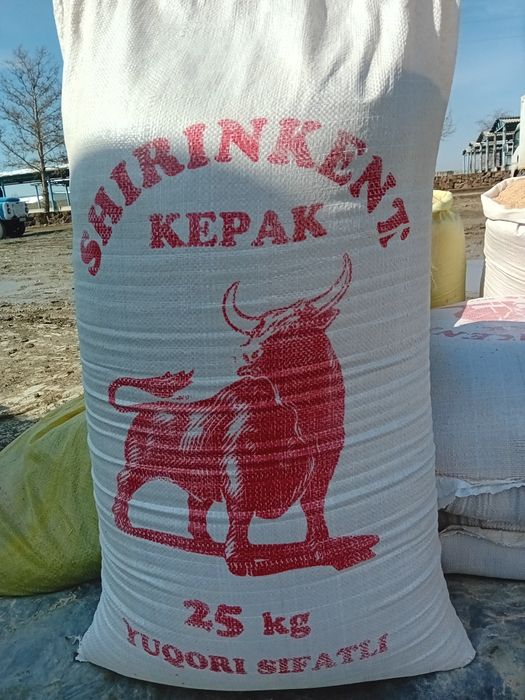 SHIRINKENT
KEPAK
25 kg
YUQORI SIFATLI